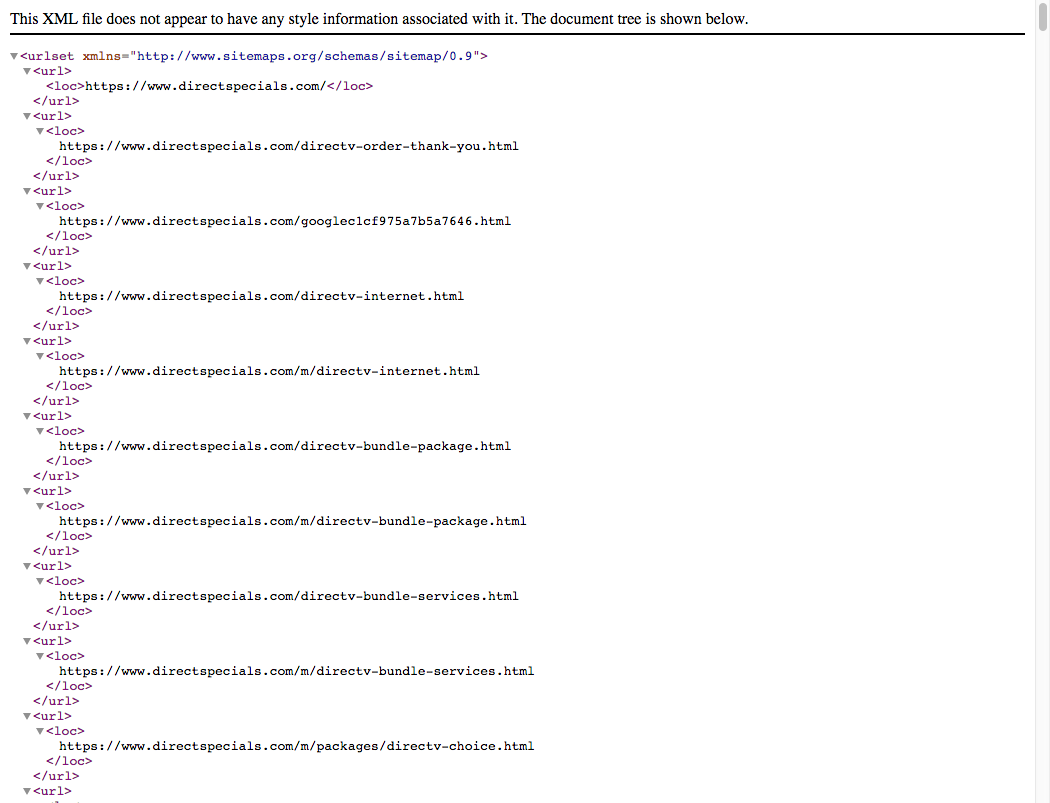 This XML file does not appear to have any style information associated with it. The document tree is shown below.
▼<urlset xmlns="http://www.sitemaps.org/schemas/sitemap/0.9">
▼<url>
<loc>https://www.directspecials.com/</loc>
</url>
▼<url>
▼<loc>
https://www.directspecials.com/directv-order-thank-you.html
</loc>
</url>
▼<url>
▼<loc>
https://www.directspecials.com/googlec1cf975a7b5a7646.html
</loc>
</url>
▼<url>
▼<loc>
https://www.directspecials.com/directv-internet.html
</loc>
</url>
▼<url>
▼<loc>
https://www.directspecials.com/m/directv-internet.html
</loc>
</url>
▼<url>
▼<loc>
https://www.directspecials.com/directv-bundle-package.html
</loc>
</url>
▼<url>
▼<loc>
https://www.directspecials.com/m/directv-bundle-package.html
</loc>
</url>
▼<url>
▼<loc>
https://www.directspecials.com/directv-bundle-services.html
</loc>
</url>
▼<url>
▼<loc>
https://www.directspecials.com/m/directv-bundle-services.html
</loc>
</url>
▼<url>
▼<loc>
https://www.directspecials.com/m/packages/directv-choice.html
</loc>
</url>
▼<url>